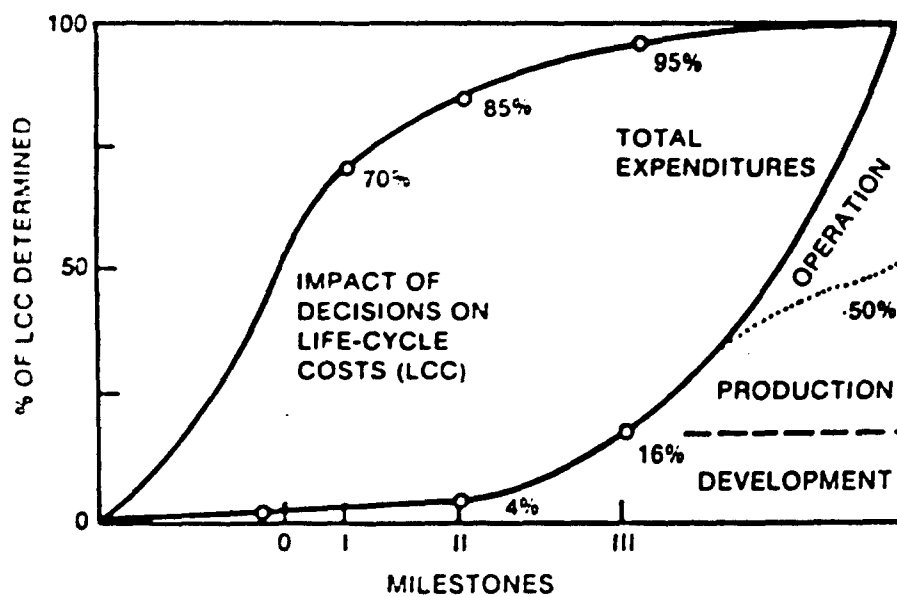 100
50
0
% OF LCC DETERMINED
70%
85%
95%
TOTAL
EXPENDITURES
OPERATION
IMPACT OF
DECISIONS ON
LIFE-CYCLE
COSTS (LCC)
50%
PRODUCTION
16%
DEVELOPMENT
4%
0 I II III
MILESTONES